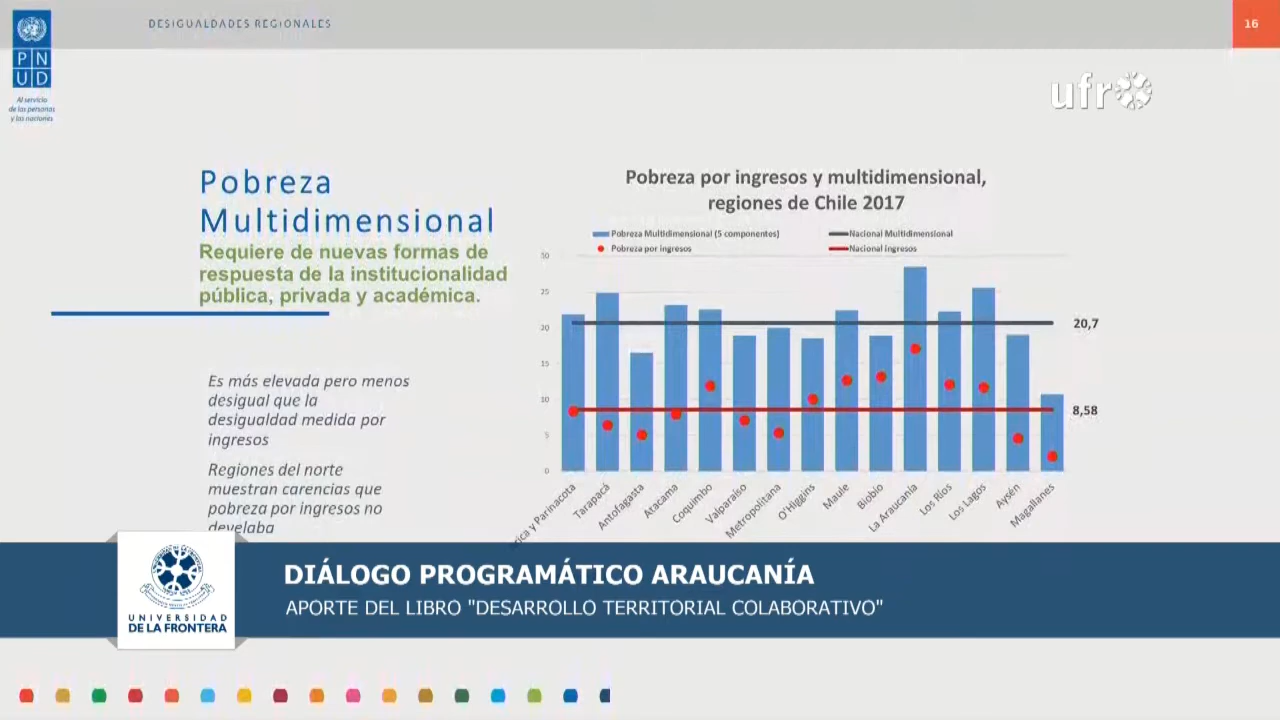 DESIGUALDADES REGIONALES
16
P N
U D
Al servicio
de las personas
y las naciones
ufro
Pobreza
Multidimensional
Requiere de nuevas formas de
respuesta de la institucionalidad
pública, privada y académica.
Es más elevada pero menos
desigual que la
desigualdad medida por
ingresos
Regiones del norte
muestran carencias que
pobreza por ingresos no
develaba
Pobreza por ingresos y multidimensional,
regiones de Chile 2017
Pobreza Multidimensional (5 componentes)
Nacional Multidimensional
Pobreza por ingresos
Nacional Ingresos
30
25
20
15
10
5
0
20,7
8,58
Arica y Parinacota
Tarapacá
Antofagasta
Atacama
Coquimbo
Valparaíso
Metropolitana
O'Higgins
Maule
Biobío
La Araucanía
Los Ríos
Los Lagos
Aysén
Magallanes
UNIVERSIDAD
DE LA FRONTERA
DIÁLOGO PROGRAMÁTICO ARAUCANÍA
APORTE DEL LIBRO "DESARROLLO TERRITORIAL COLABORATIVO"